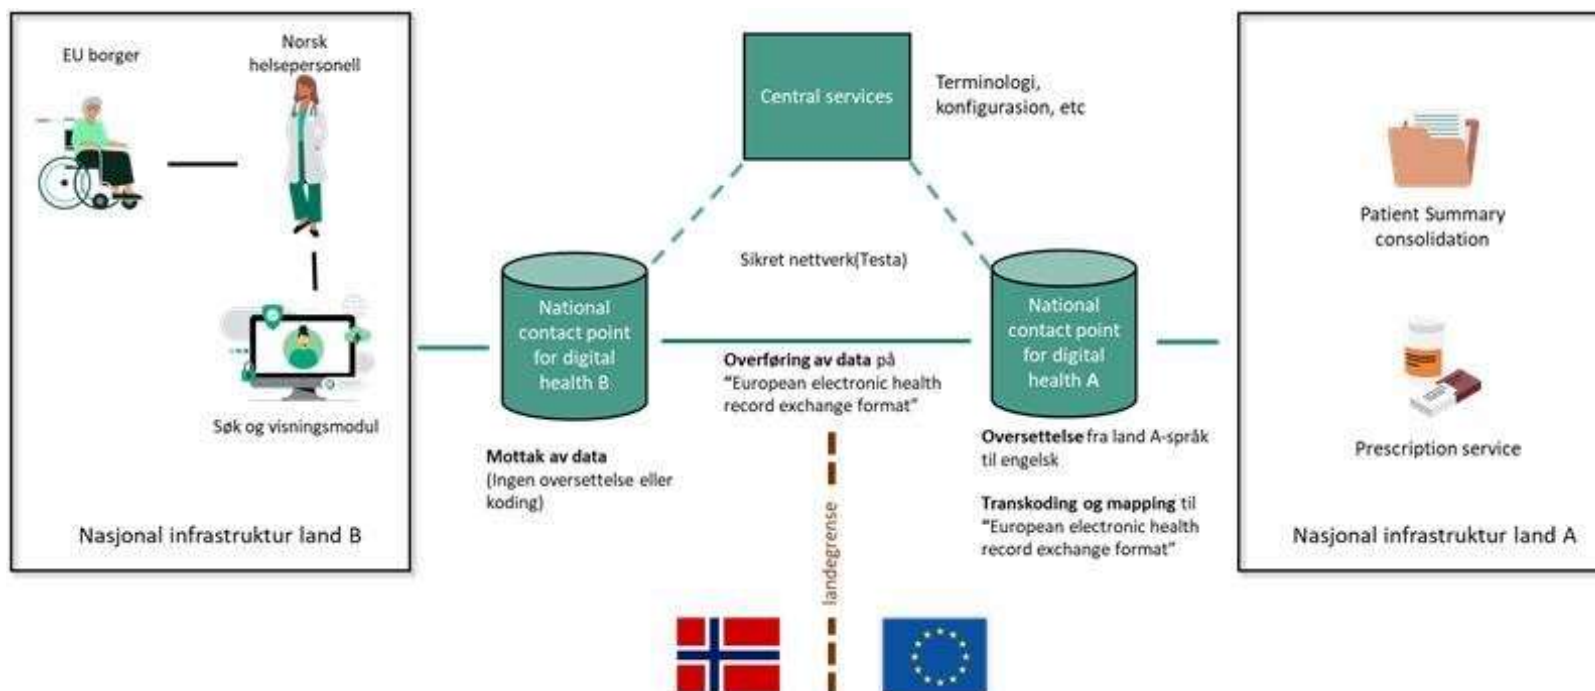 EU borger
Norsk
helsepersonell
Søk og visningsmodul
Nasjonal infrastruktur land B
Central services
Terminologi,
konfigurasion, etc
Sikret nettverk(Testa)
National
contact point
for digital
health B
Mottak av data
(Ingen oversettelse eller
koding)
Overføring av data på
"European electronic health
record exchange format"
landegrense
National
contact point
for digital
health A
Oversettelse fra land A-språk
til engelsk
Transkoding og mapping til
"European electronic health
record exchange format"
Patient Summary
consolidation
Prescription service
Nasjonal infrastruktur land A